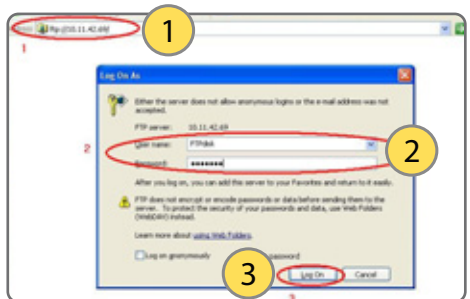 ftp://10.11.42.69/
1
1
Log On As
Either the server does not allow anonymous logins or the e-mail address was not
accepted.
FTP server: 10.11.42.69
2
User name: FTPdisk
Password: •••••••
2
After you log on, you can add this server to your Favorites and return to it easily.
FTP does not encrypt or encode passwords or data before sending them to the
server. To protect the security of your passwords and data, use Web Folders
(WebDAV) instead.
Learn more about using Web Folders.
Log on anonymously password
3
Log On Cancel
3